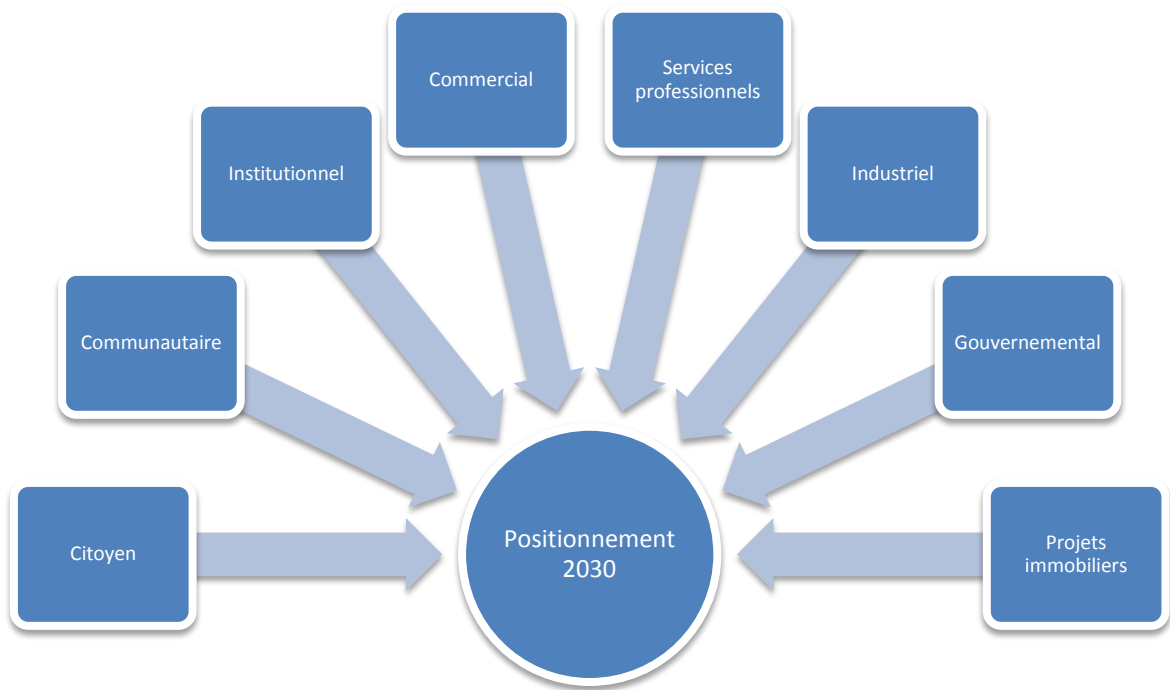 Commercial
Services
professionnels
Institutionnel
Industriel
Communautaire
Gouvernemental
Citoyen
Positionnement
2030
Projets
immobiliers